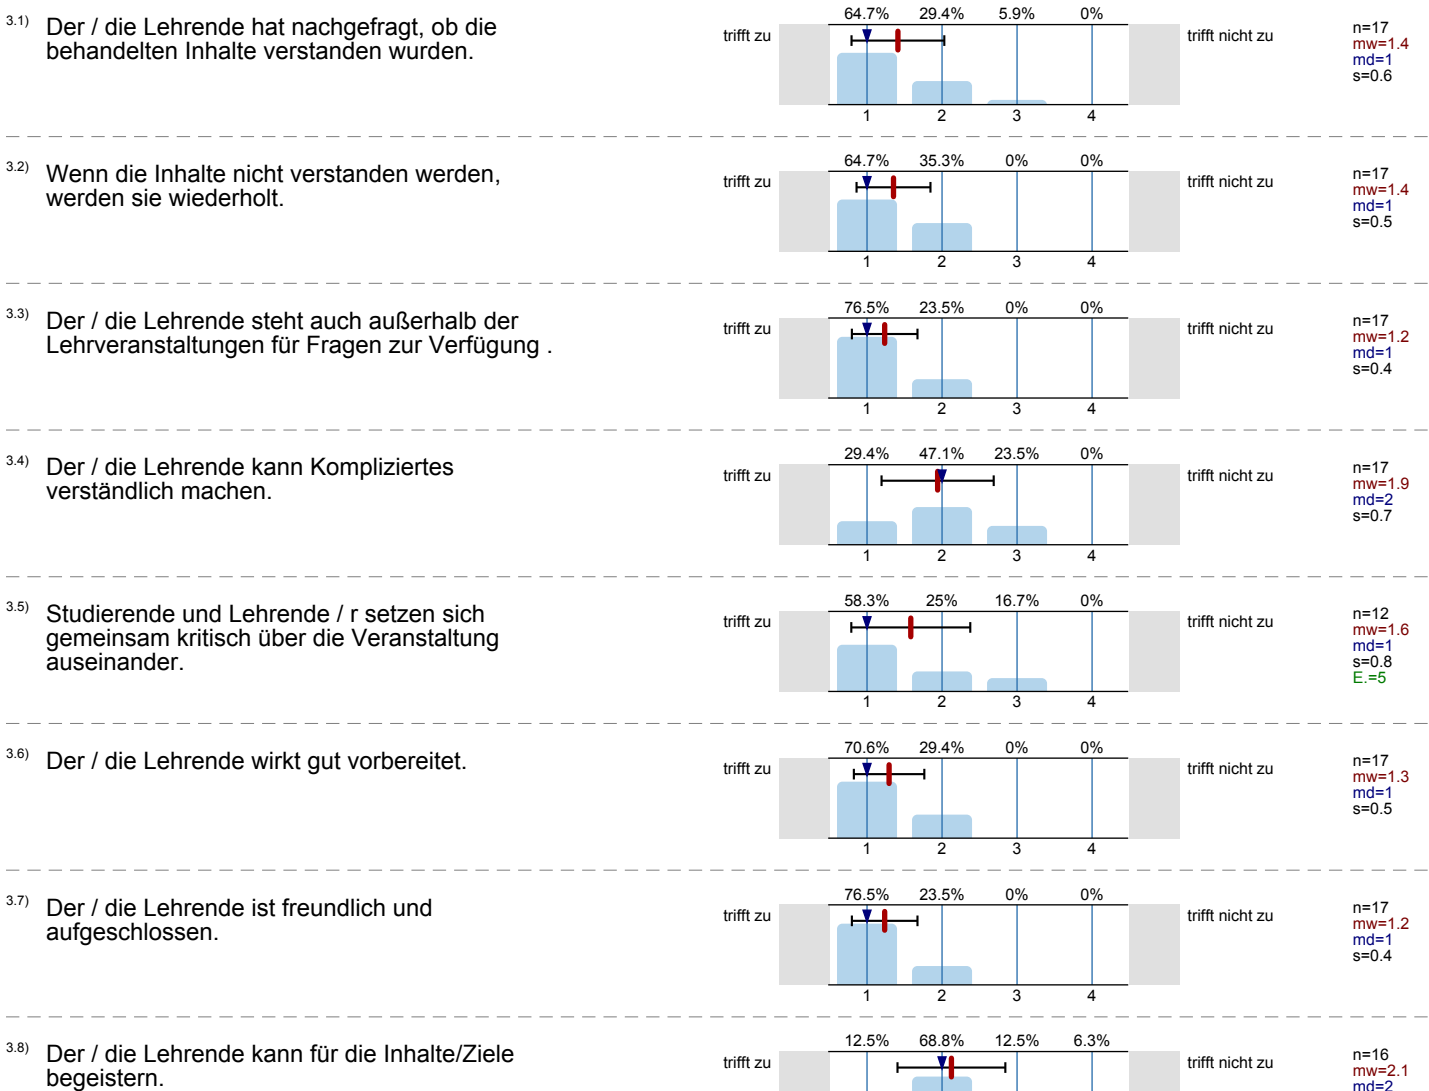 3.1) Der / die Lehrende hat nachgefragt, ob die
behandelten Inhalte verstanden wurden.
trifft zu
64.7% 29.4% 5.9% 0%
1 2 3 4
trifft nicht zu
n=17
mw=1.4
md=1
s=0.6
3.2) Wenn die Inhalte nicht verstanden werden,
werden sie wiederholt.
trifft zu
64.7% 35.3% 0% 0%
1 2 3 4
trifft nicht zu
n=17
mw=1.4
md=1
s=0.5
3.3) Der / die Lehrende steht auch außerhalb der
Lehrveranstaltungen für Fragen zur Verfügung .
trifft zu
76.5% 23.5% 0% 0%
1 2 3 4
trifft nicht zu
n=17
mw=1.2
md=1
s=0.4
3.4) Der / die Lehrende kann Kompliziertes
verständlich machen.
trifft zu
29.4% 47.1% 23.5% 0%
1 2 3 4
trifft nicht zu
n=17
mw=1.9
md=2
s=0.7
3.5) Studierende und Lehrende / r setzen sich
gemeinsam kritisch über die Veranstaltung
auseinander.
trifft zu
58.3% 25% 16.7% 0%
1 2 3 4
trifft nicht zu
n=12
mw=1.6
md=1
s=0.8
E.=5
3.6) Der / die Lehrende wirkt gut vorbereitet.
trifft zu
70.6% 29.4% 0% 0%
1 2 3 4
trifft nicht zu
n=17
mw=1.3
md=1
s=0.5
3.7) Der / die Lehrende ist freundlich und
aufgeschlossen.
trifft zu
76.5% 23.5% 0% 0%
1 2 3 4
trifft nicht zu
n=17
mw=1.2
md=1
s=0.4
3.8) Der / die Lehrende kann für die Inhalte/Ziele
begeistern.
trifft zu
12.5% 68.8% 12.5% 6.3%
trifft nicht zu
n=16
mw=2.1
md=2